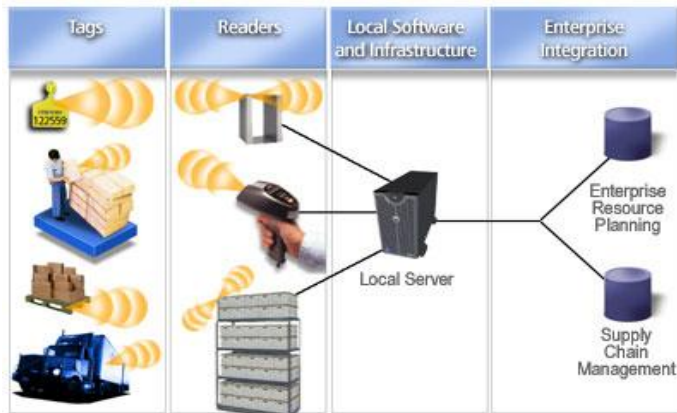 Tags
Readers
Local Software
and Infrastructure
Enterprise
Integration
122559
Local Server
Enterprise
Resource
Planning
Supply
Chain
Management